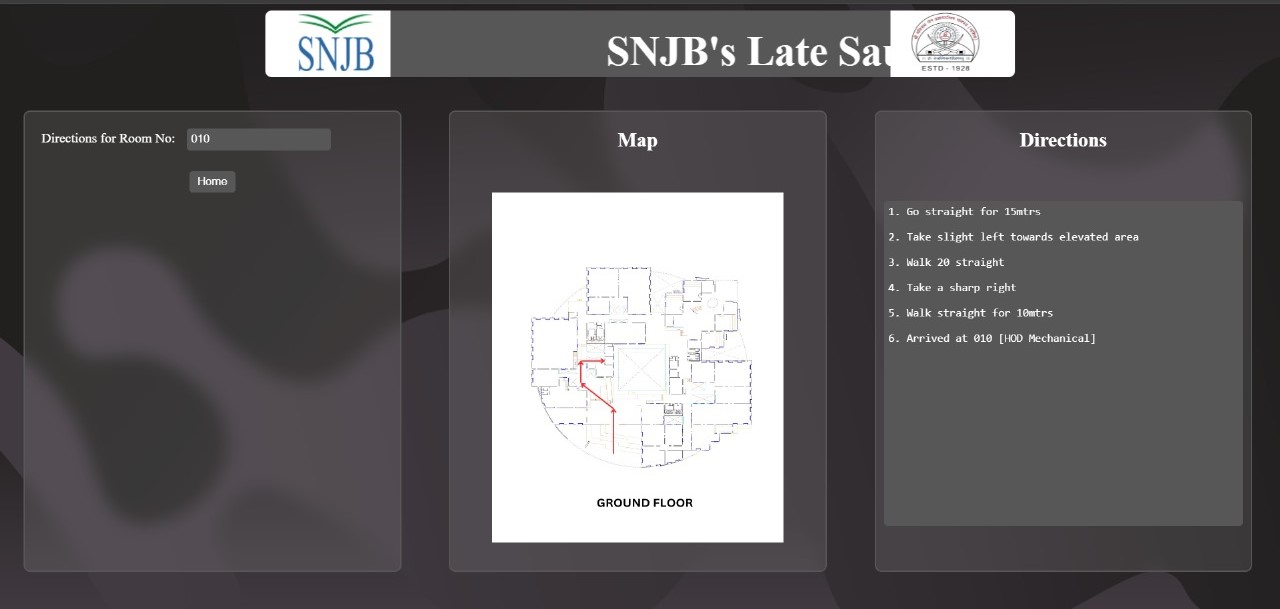 SNJB
SNJB's Late Sau
ESTD - 1928
Directions for Room No:
010
Home
Map
GROUND FLOOR
Directions
1. Go straight for 15mtrs
2. Take slight left towards elevated area
3. Walk 20 straight
4. Take a sharp right
5. Walk straight for 10mtrs
6. Arrived at 010 [HOD Mechanical]